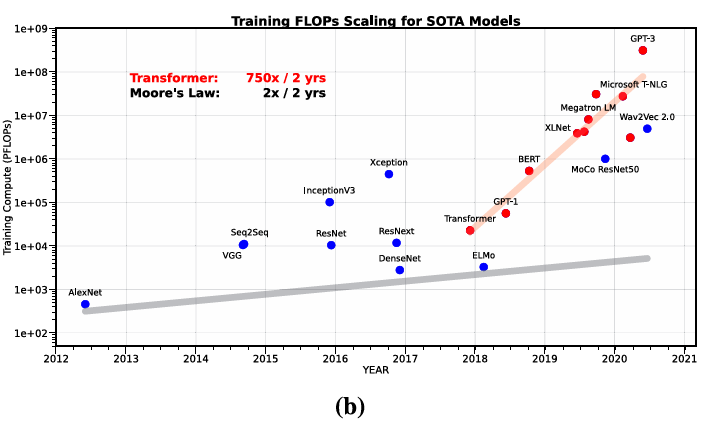 Training FLOPs Scaling for SOTA Models
1e+09
GPT-3
1e+08
Transformer: 750x / 2 yrs
Moore's Law: 2x / 2 yrs
Microsoft T-NLG
1e+07
Megatron LM
Wav2Vec 2.0
XLNet
1e+06
BERT
Xception
MoCo ResNet50
InceptionV3
1e+05
GPT-1
Transformer
Seq2Seq
ResNet
ResNext
1e+04
VGG
DenseNet
ELMo
1e+03
AlexNet
1e+02
Training Compute (PFLOPs)
2012 2013 2014 2015 2016 2017 2018 2019 2020 2021
YEAR
(b)